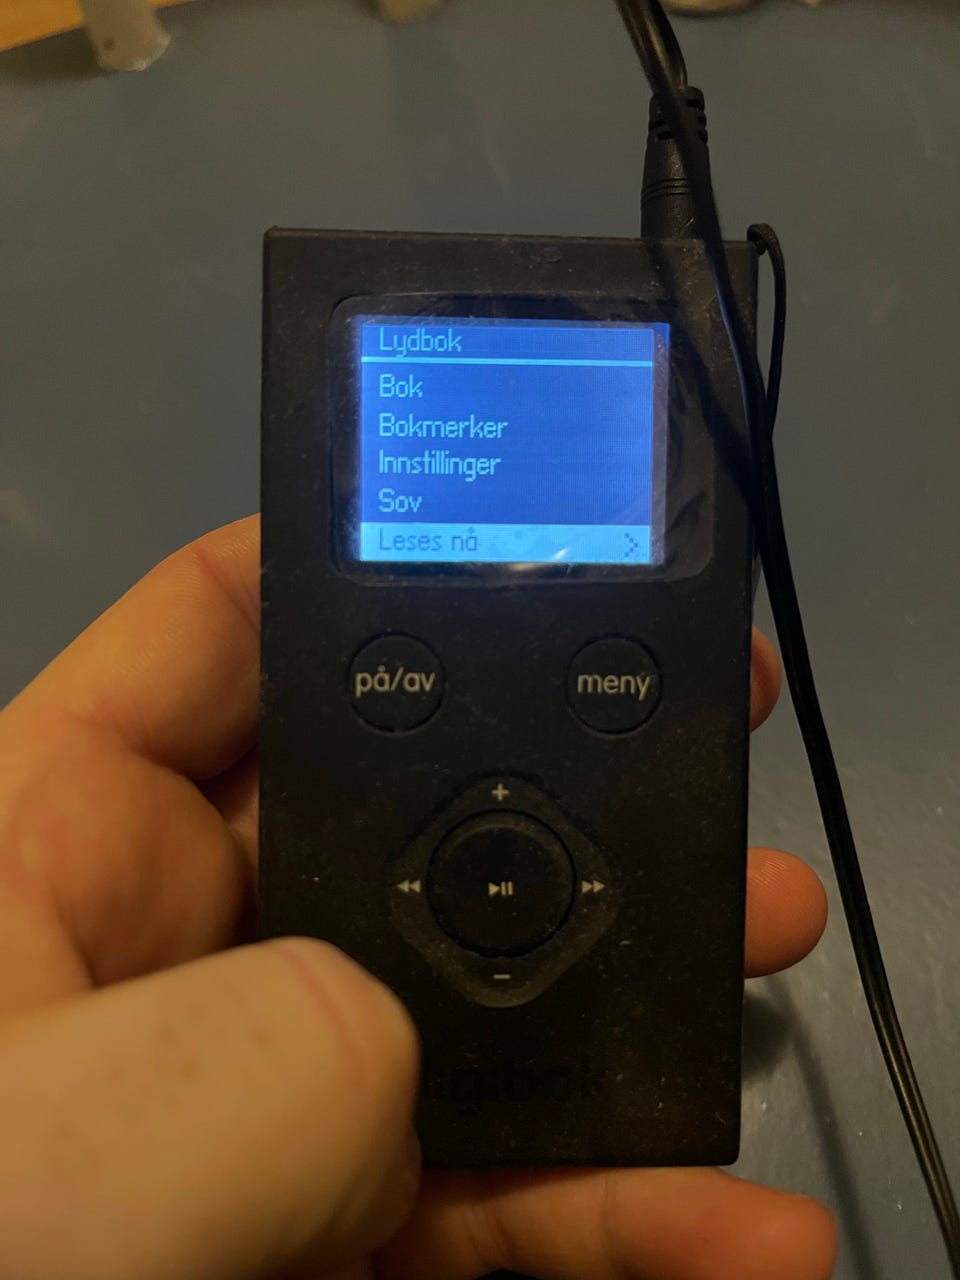 Lydbok
Bok
Bokmerker
Innstillinger
Sov
Leses nå >
på/av
meny
+
−